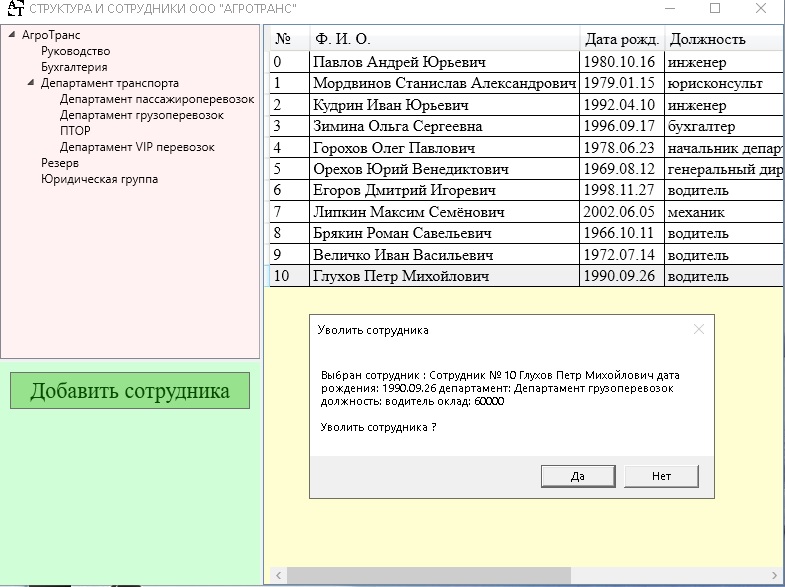 СТРУКТУРА И СОТРУДНИКИ ООО "АГРОТРАНС"
АгроТранс
Руководство
Бухгалтерия
Департамент транспорта
Департамент пассажироперевозок
Департамент грузоперевозок
ПТОР
Департамент VIP перевозок
Резерв
Юридическая группа
Добавить сотрудника
№ Ф. И. О. Дата рожд. Должность
0 Павлов Андрей Юрьевич 1980.10.16 инженер
1 Мордвинов Станислав Александрович 1979.01.15 юрисконсульт
2 Кудрин Иван Юрьевич 1992.04.10 инженер
3 Зимина Ольга Сергеевна 1996.09.17 бухгалтер
4 Горохов Олег Павлович 1978.06.23 начальник депар
5 Орехов Юрий Венедиктович 1969.08.12 генеральный дир
6 Егоров Дмитрий Игоревич 1998.11.27 водитель
7 Липкин Максим Семёнович 2002.06.05 механик
8 Брякин Роман Савельевич 1966.10.11 водитель
9 Величко Иван Васильевич 1972.07.14 водитель
10 Глухов Петр Михойлович 1990.09.26 водитель
Уволить сотрудника
Выбран сотрудник : Сотрудник № 10 Глухов Петр Михойлович дата
рождения: 1990.09.26 департамент: Департамент грузоперевозок
должность: водитель оклад: 60000
Уволить сотрудника ?
Да Нет